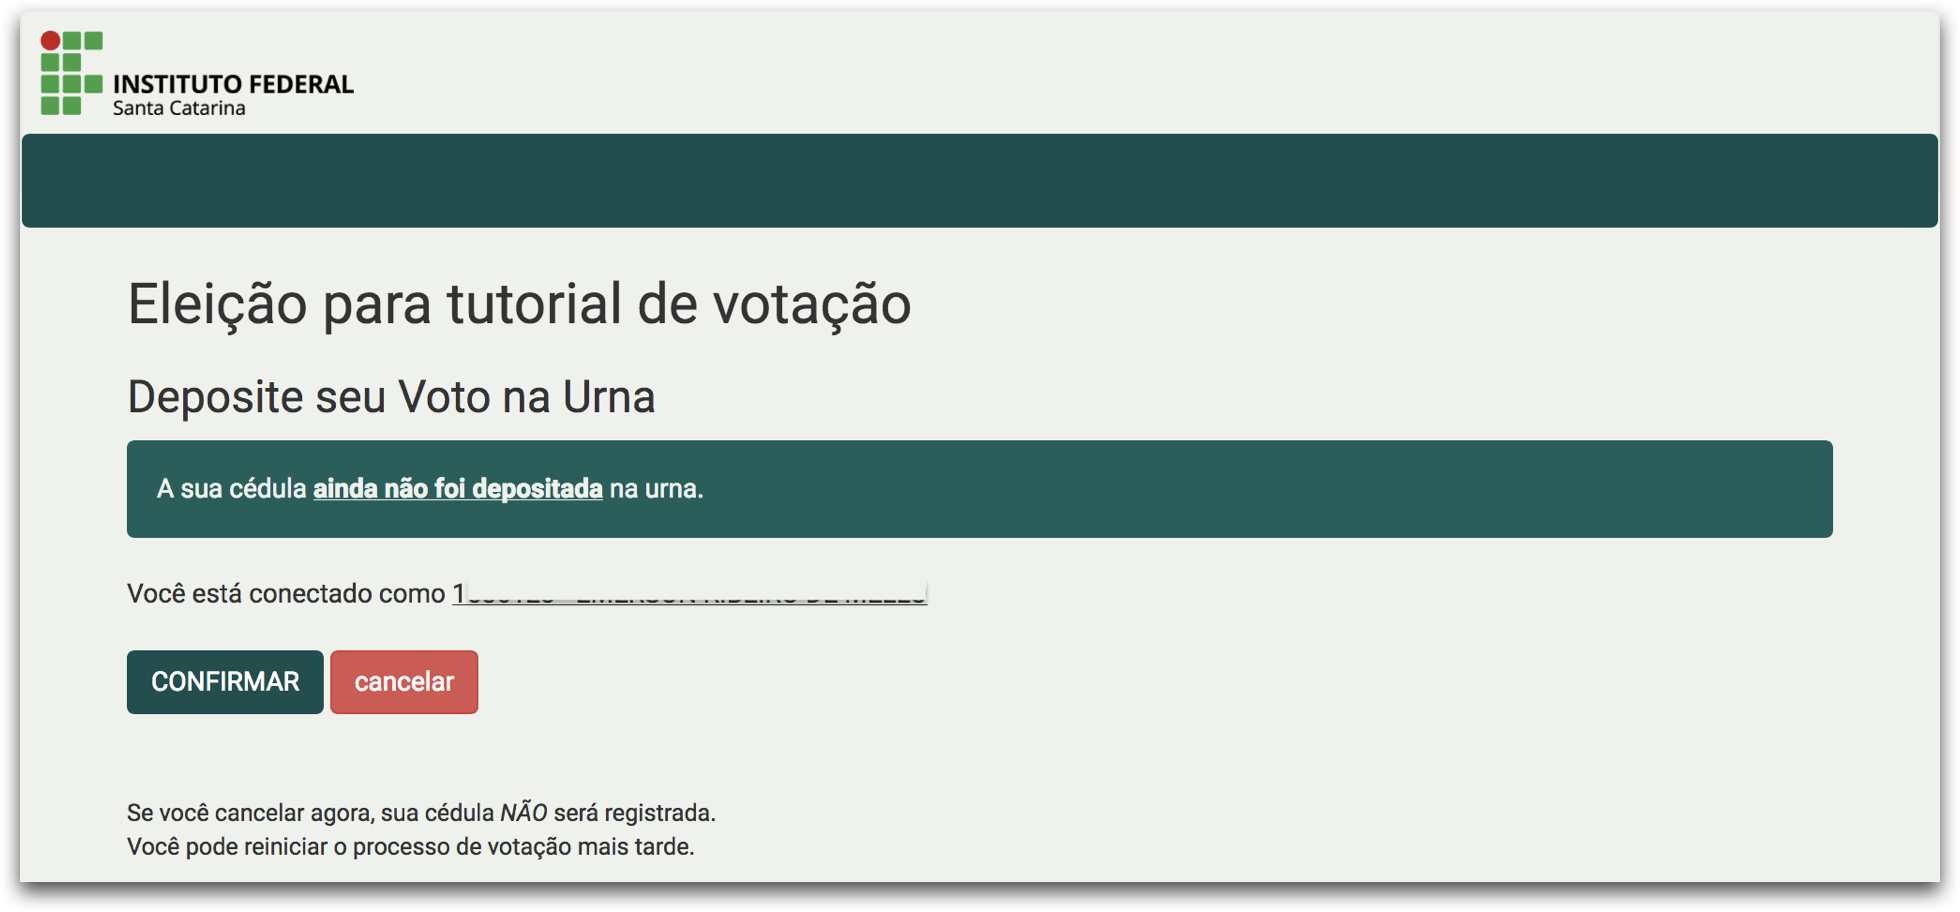 INSTITUTO FEDERAL
Santa Catarina
Eleição para tutorial de votação
Deposite seu Voto na Urna
A sua cédula ainda não foi depositada na urna.
Você está conectado como
CONFIRMAR cancelar
Se você cancelar agora, sua cédula NÃO será registrada.
Você pode reiniciar o processo de votação mais tarde.